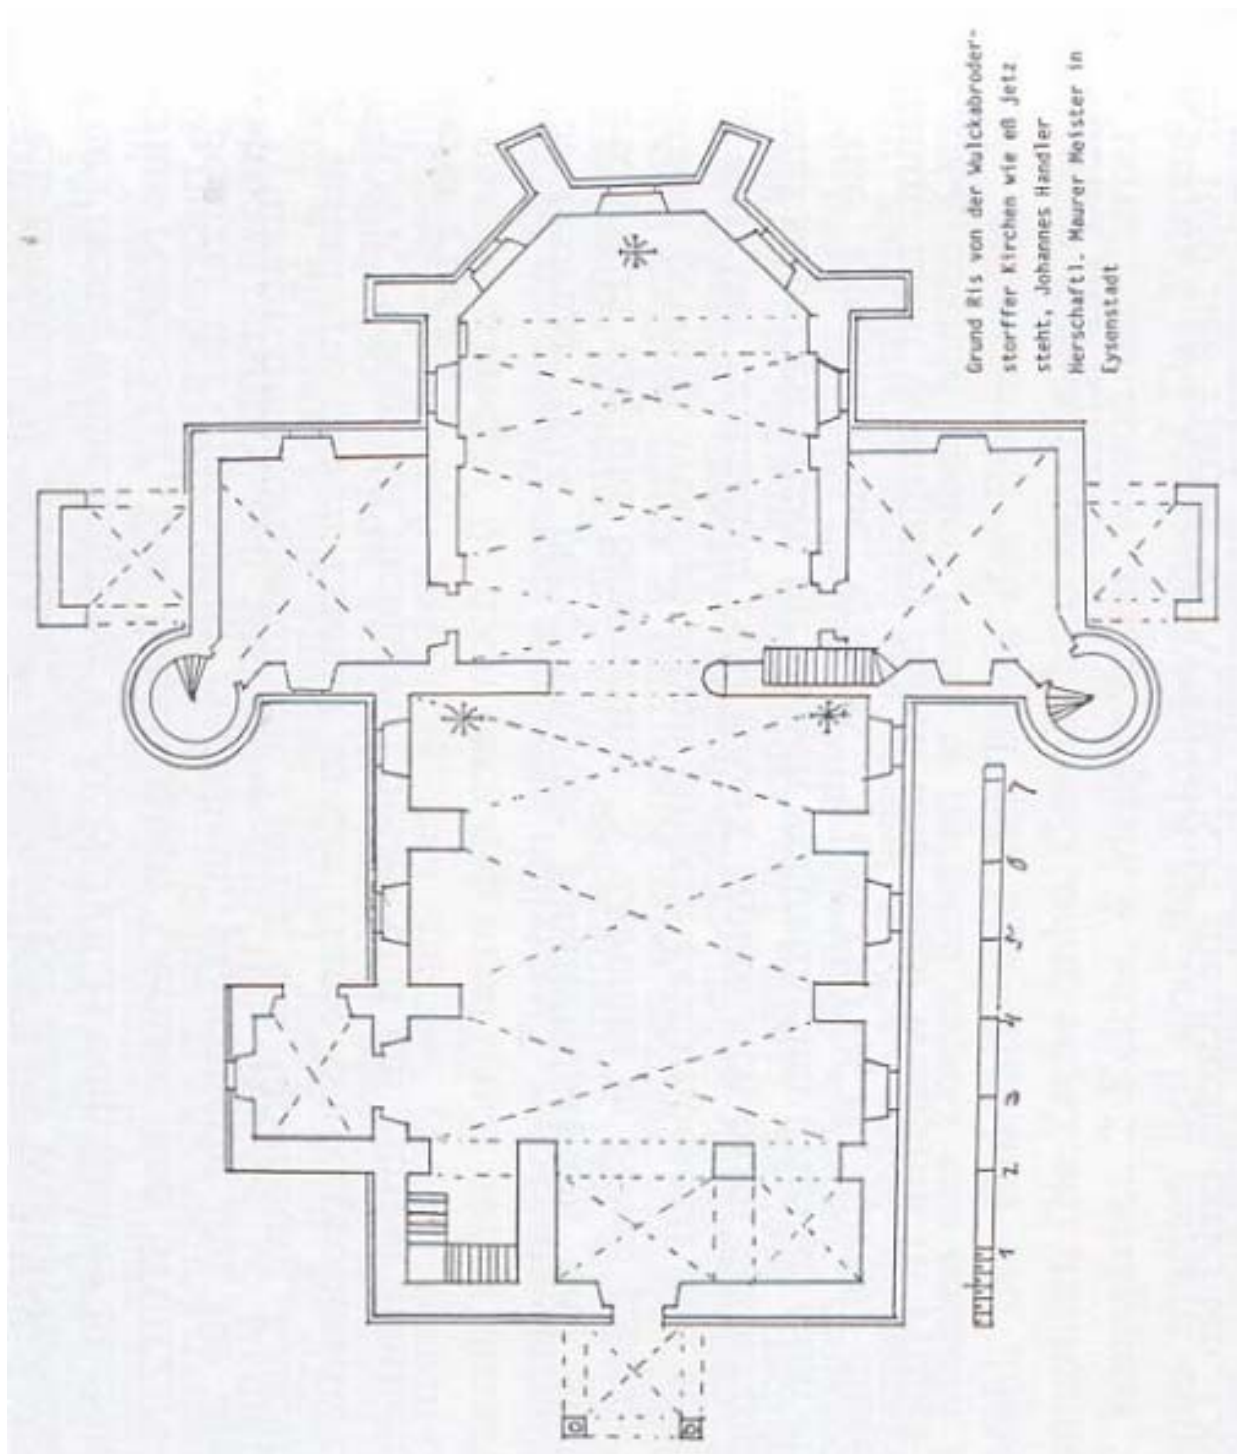 Grund Ris von der Wulckabroder-
storffer Kirchen wie eß jetz
steht, Johannes Handler
Herschaftl. Maurer Meister in
Eysenstadt
1
2
3
4
5
6
7